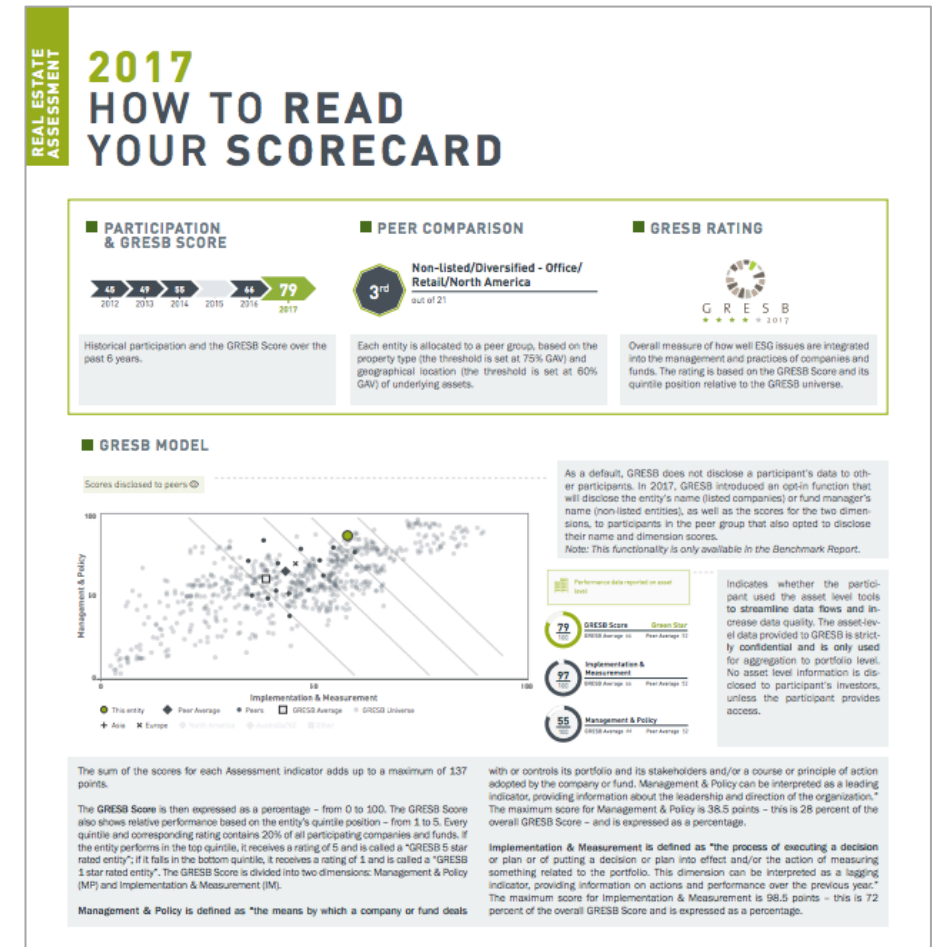 REAL ESTATE
ASSESSMENT
2017
HOW TO READ
YOUR SCORECARD
PARTICIPATION
& GRESB SCORE
45 49 55 66 79
2012 2013 2014 2015 2016 2017
Historical participation and the GRESB Score over the
past 6 years.
PEER COMPARISON
3rd
Non-listed/Diversified - Office/
Retail/North America
out of 21
Each entity is allocated to a peer group, based on the
property type (the threshold is set at 75% GAV) and
geographical location (the threshold is set at 60%
GAV) of underlying assets.
GRESB RATING
G R E S B
2017
Overall measure of how well ESG issues are integrated
into the management and practices of companies and
funds. The rating is based on the GRESB Score and its
quintile position relative to the GRESB universe.
GRESB MODEL
Scores disclosed to peers
100
50
0
Management & Policy
0 50 100
Implementation & Measurement
This entity Peer Average Peers GRESB Average GRESB Universe
Asia Europe North America Australia/NZ
As a default, GRESB does not disclose a participant's data to oth-
er participants. In 2017, GRESB introduced an opt-in function that
will disclose the entity's name (listed companies) or fund manager's
name (non-listed entities), as well as the scores for the two dimen-
sions, to participants in the peer group that also opted to disclose
their name and dimension scores.
Note: This functionality is only available in the Benchmark Report.
Performance data reported on asset
level
79
100
GRESB Score Green Star
GRESB Average Peer Average
97
100
Implementation &
Measurement
GRESB Average Peer Average
55
100
Management & Policy
GRESB Average Peer Average
Indicates whether the partici-
pant used the asset level tools
to streamline data flows and in-
crease data quality. The asset-lev-
el data provided to GRESB is strict-
ly confidential and is only used
for aggregation to portfolio level.
No asset level information is dis-
closed to participant's investors,
unless the participant provides
access.
The sum of the scores for each Assessment indicator adds up to a maximum of 137
points.
The GRESB Score is then expressed as a percentage – from 0 to 100. The GRESB Score
also shows relative performance based on the entity's quintile position – from 1 to 5. Every
quintile and corresponding rating contains 20% of all participating companies and funds. If
the entity performs in the top quintile, it receives a rating of 5 and is called a "GRESB 5 star
rated entity"; if it falls in the bottom quintile, it receives a rating of 1 and is called a "GRESB
1 star rated entity". The GRESB Score is divided into two dimensions: Management & Policy
(MP) and Implementation & Measurement (IM).
Management & Policy is defined as "the means by which a company or fund deals
with or controls its portfolio and its stakeholders and/or a course or principle of action
adopted by the company or fund. Management & Policy can be interpreted as a leading
indicator, providing information about the leadership and direction of the organization."
The maximum score for Management & Policy is 38.5 points – this is 28 percent of the
overall GRESB Score – and is expressed as a percentage.
Implementation & Measurement is defined as "the process of executing a decision
or plan or of putting a decision or plan into effect and/or the action of measuring
something related to the portfolio. This dimension can be interpreted as a lagging
indicator, providing information on actions and performance over the previous year."
The maximum score for Implementation & Measurement is 98.5 points – this is 72
percent of the overall GRESB Score and is expressed as a percentage.